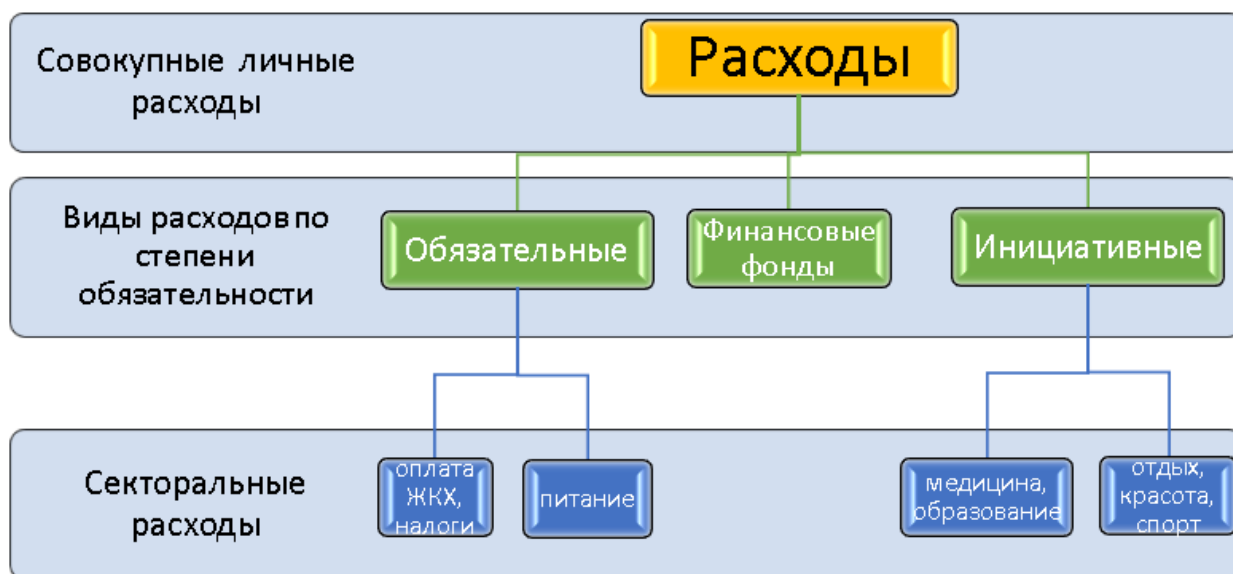 Совокупные личные
расходы
Расходы
Виды расходов по
степени
обязательности
Обязательные
Финансовые
фонды
Инициативные
Секторальные
расходы
оплата
ЖКХ,
налоги
питание
медицина,
образование
отдых,
красота,
спорт